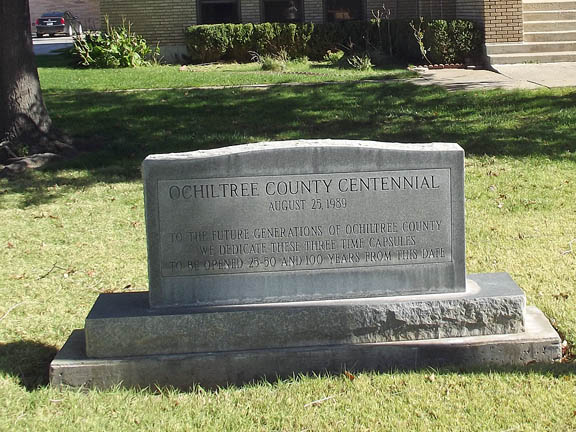 OCHILTREE COUNTY CENTENNIAL
AUGUST 25, 1989
TO THE FUTURE GENERATIONS OF OCHILTREE COUNTY
WE DEDICATE THESE THREE TIME CAPSULES
TO BE OPENED 25-50 AND 100 YEARS FROM THIS DATE